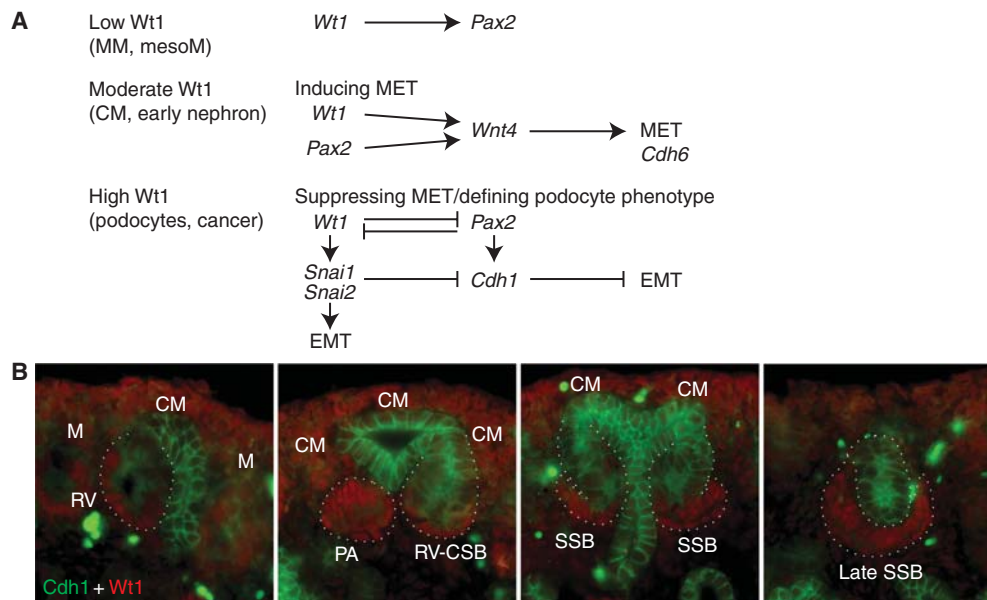 A
Low Wt1
(MM, mesoM)
Wt1 Pax2
Moderate Wt1
(CM, early nephron)
Inducing MET
Wt1
Pax2
Wnt4
MET
Cdh6
High Wt1
(podocytes, cancer)
Suppressing MET/defining podocyte phenotype
Wt1 Pax2
Snai1
Snai2
Cdh1 EMT
EMT
B
CM
M
M
RV
Cdh1 + Wt1
CM
CM
CM
PA
RV-CSB
CM
CM
SSB
SSB
Late SSB